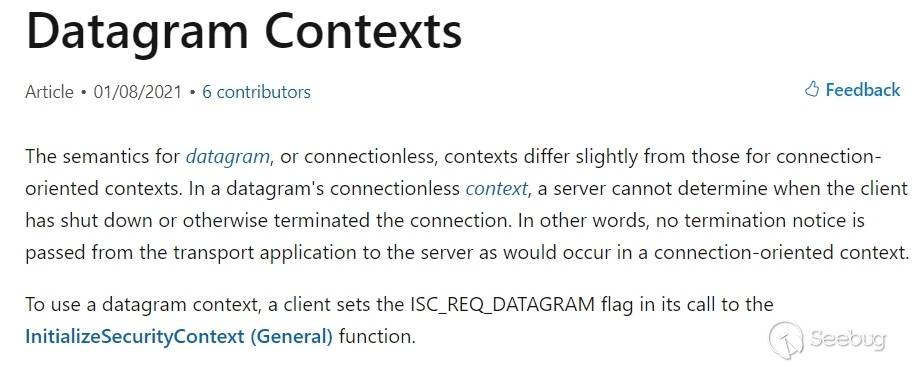 Datagram Contexts
Article • 01/08/2021 • 6 contributors
Feedback
The semantics for datagram, or connectionless, contexts differ slightly from those for connection-
oriented contexts. In a datagram's connectionless context, a server cannot determine when the client
has shut down or otherwise terminated the connection. In other words, no termination notice is
passed from the transport application to the server as would occur in a connection-oriented context.
To use a datagram context, a client sets the ISC_REQ_DATAGRAM flag in its call to the
InitializeSecurityContext (General) function.
Seebug